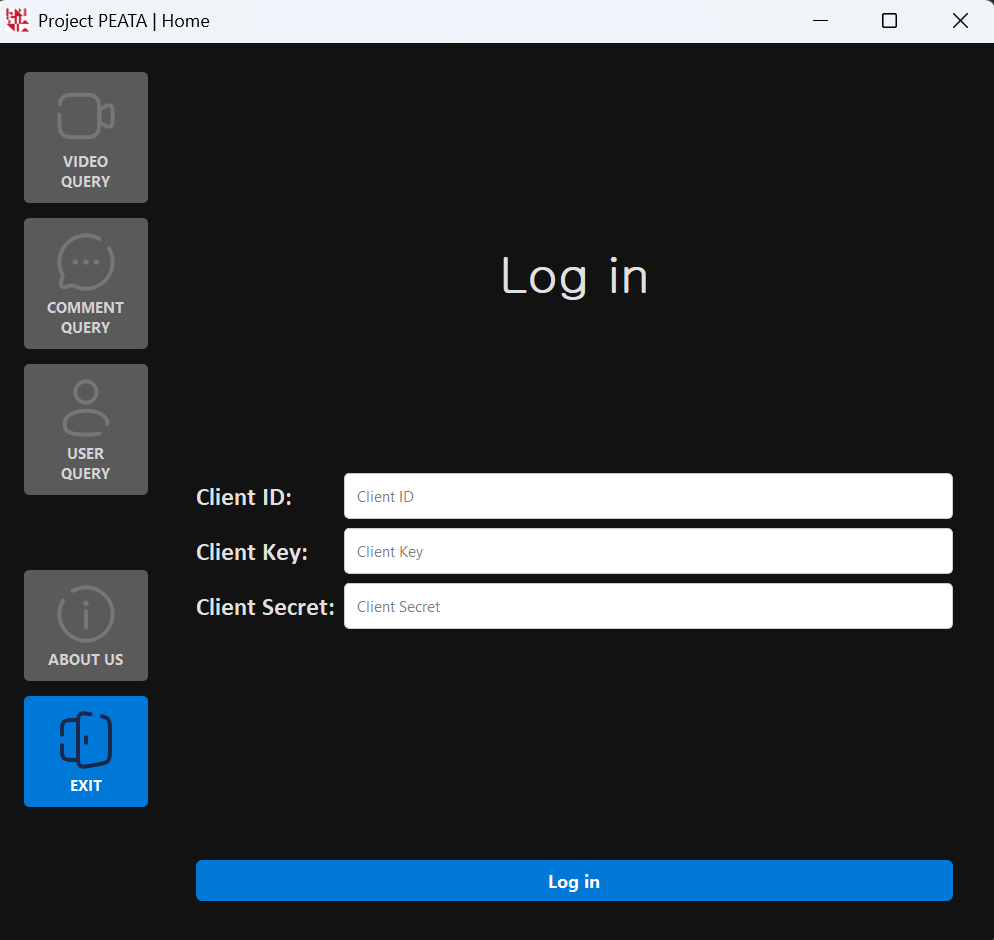 Project PEATA | Home
VIDEO
QUERY
COMMENT
QUERY
USER
QUERY
ABOUT US
EXIT
Log in
Client ID:
Client ID
Client Key:
Client Key
Client Secret:
Client Secret
Log in